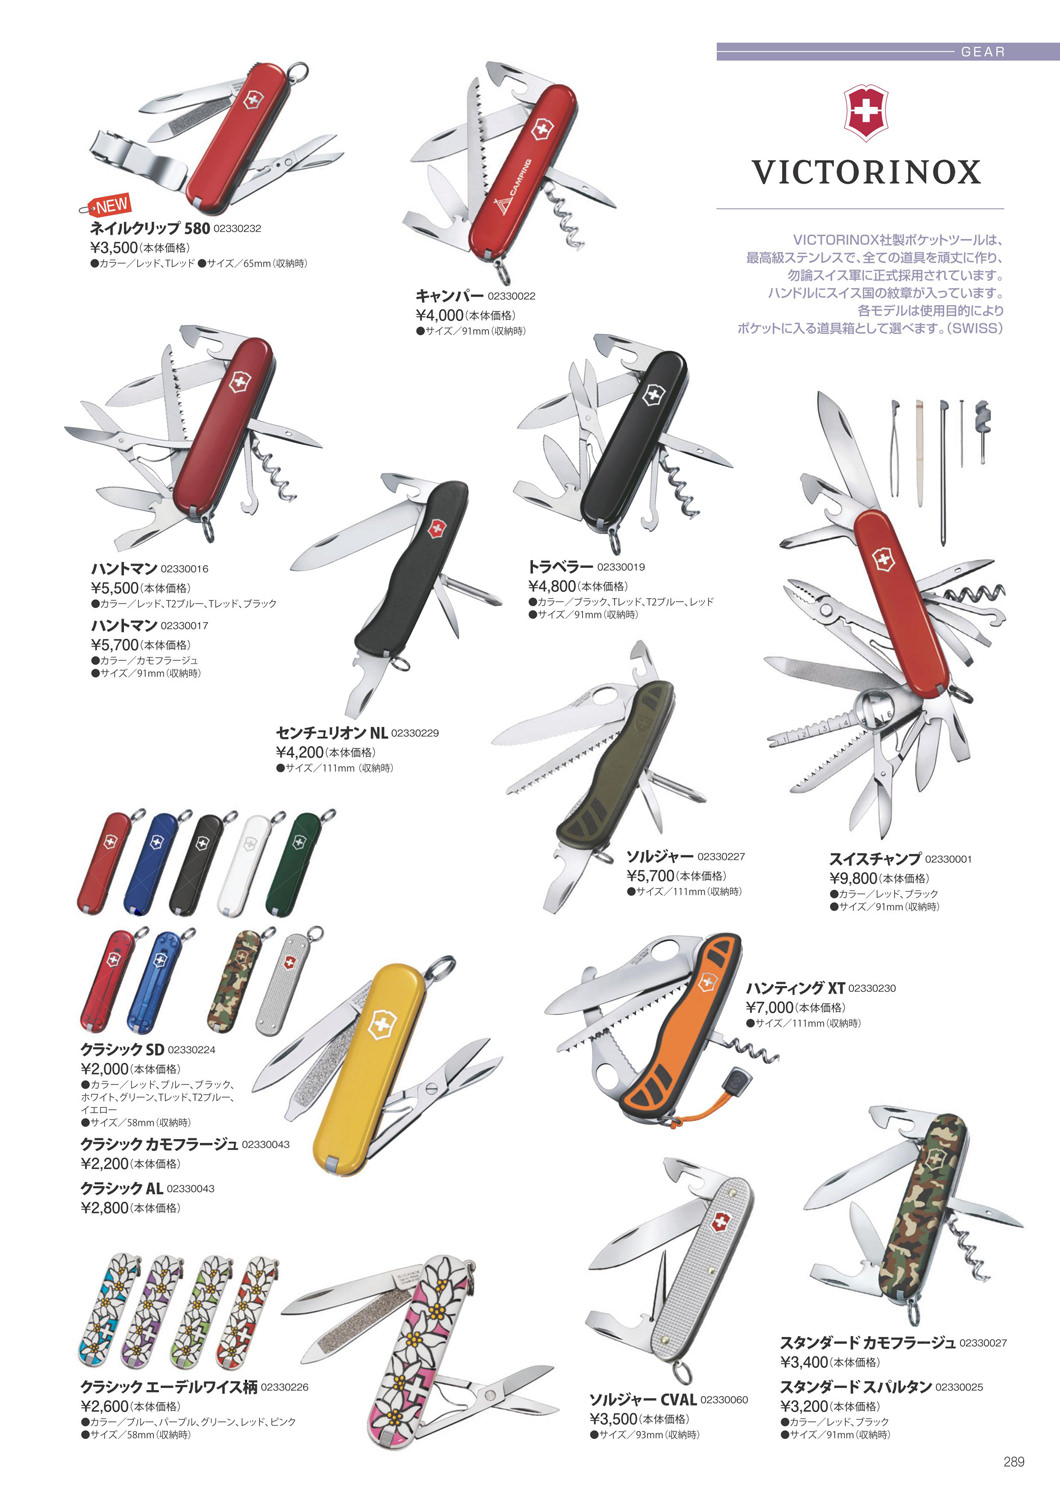 GEAR
VICTORINOX
VICTORINOX社製ポケットツールは、
最高級ステンレスで、全ての道具を頑丈に作り、
勿論スイス軍に正式採用されています。
ハンドルにスイス国の紋章が入っています。
各モデルは使用目的により
ポケットに入る道具箱として選べます。（SWISS）
NEW
ネイルクリップ 580 02330232
¥3,500（本体価格）
●カラー／レッド、Tレッド ●サイズ／65mm（収納時）
CAMPING
キャンパー 02330022
¥4,000（本体価格）
●サイズ／91mm（収納時）
ハントマン 02330016
¥5,500（本体価格）
●カラー／レッド、T2ブルー、Tレッド、ブラック
ハントマン 02330017
¥5,700（本体価格）
●カラー／カモフラージュ
●サイズ／91mm（収納時）
トラベラー 02330019
¥4,800（本体価格）
●カラー／ブラック、Tレッド、T2ブルー、レッド
●サイズ／91mm（収納時）
センチュリオン NL 02330229
¥4,200（本体価格）
●サイズ／111mm （収納時）
ソルジャー 02330227
¥5,700（本体価格）
●サイズ／111mm（収納時）
スイスチャンプ 02330001
¥9,800（本体価格）
●カラー／レッド、ブラック
●サイズ／91mm（収納時）
クラシック SD 02330224
¥2,000（本体価格）
●カラー／レッド、ブルー、ブラック、
ホワイト、グリーン、Tレッド、T2ブルー、
イエロー
●サイズ／58mm（収納時）
クラシック カモフラージュ 02330043
¥2,200（本体価格）
クラシック AL 02330043
¥2,800（本体価格）
ハンティング XT 02330230
¥7,000（本体価格）
●サイズ／111mm（収納時）
クラシック エーデルワイス柄 02330226
¥2,600（本体価格）
●カラー／ブルー、パープル、グリーン、レッド、ピンク
●サイズ／58mm（収納時）
ソルジャー CVAL 02330060
¥3,500（本体価格）
●サイズ／93mm（収納時）
スタンダード カモフラージュ 02330027
¥3,400（本体価格）
スタンダード スパルタン 02330025
¥3,200（本体価格）
●カラー／レッド、ブラック
●サイズ／91mm（収納時）
289